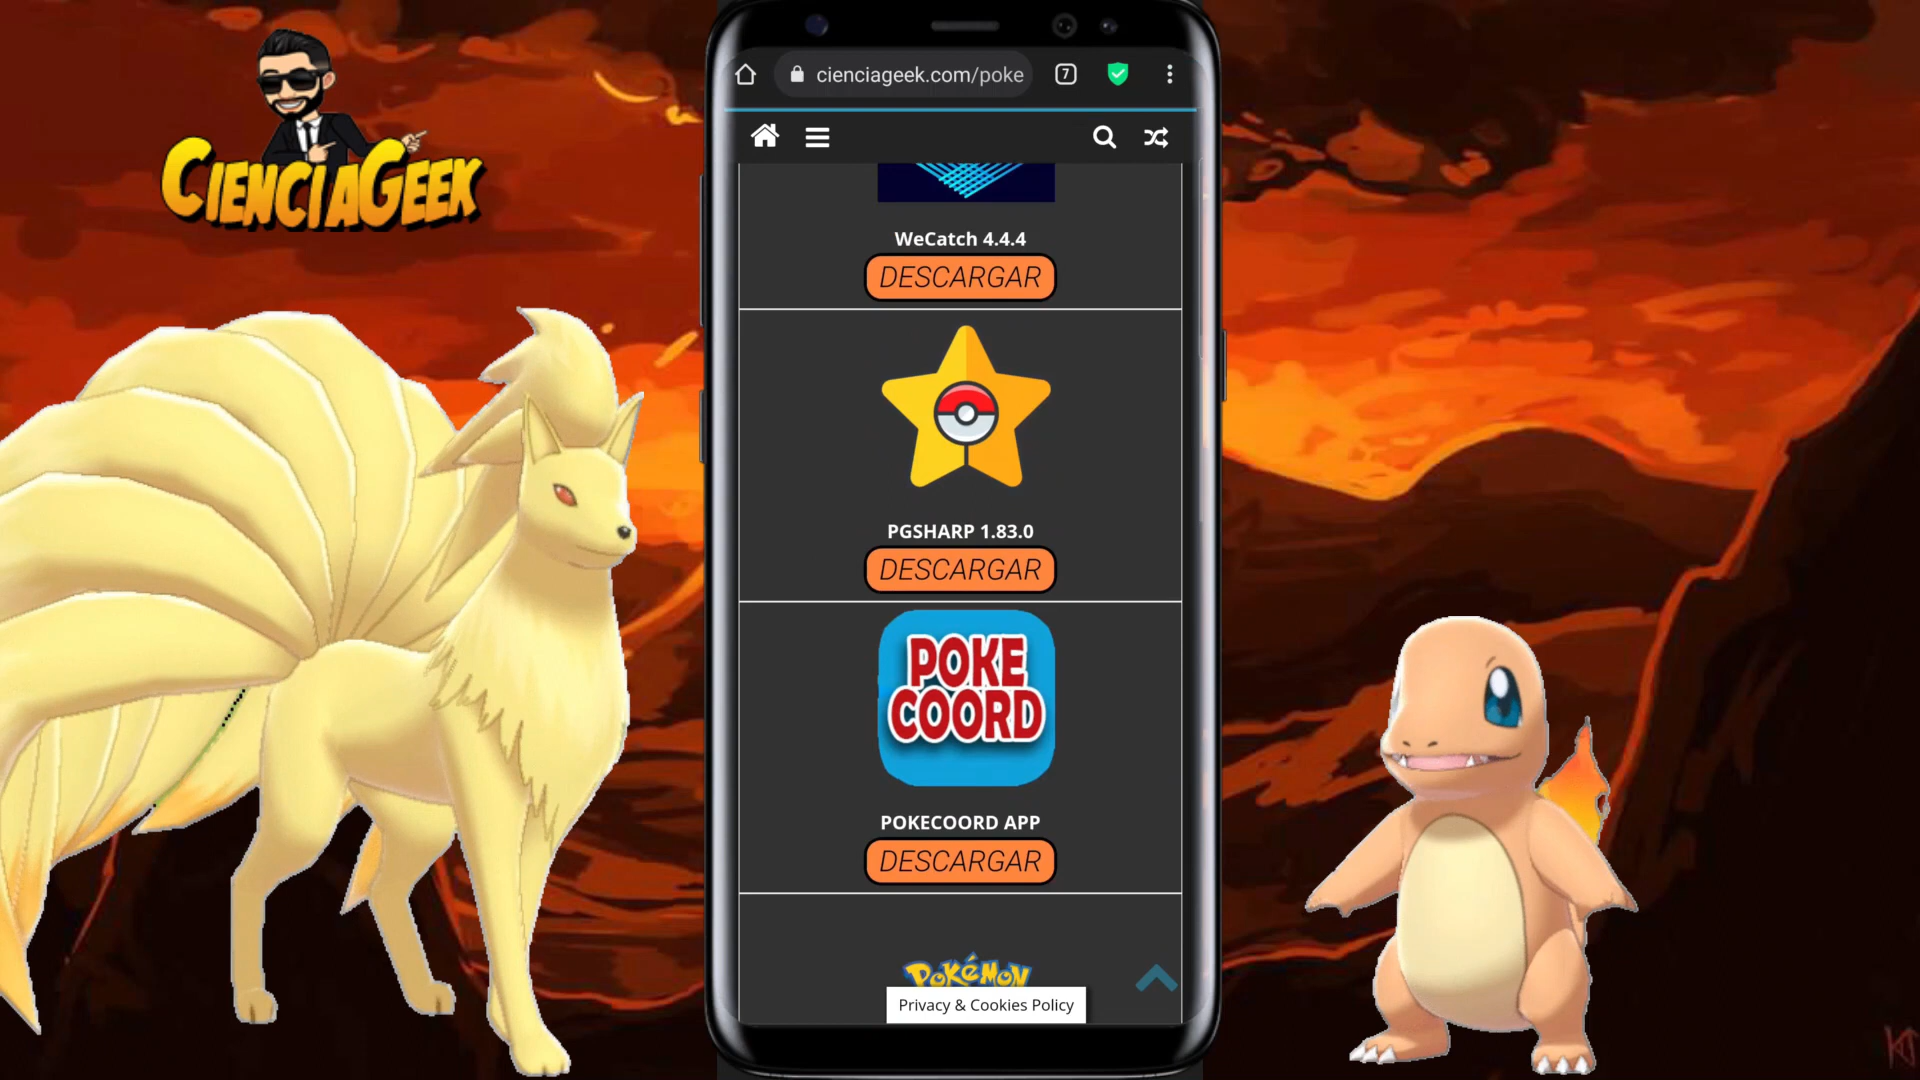 CIENCIAGEEK
cienciageek.com/poke
7
WeCatch 4.4.4
DESCARGAR
PGSHARP 1.83.0
DESCARGAR
POKE
COORD
POKECOORD APP
DESCARGAR
POKéMON
Privacy & Cookies Policy